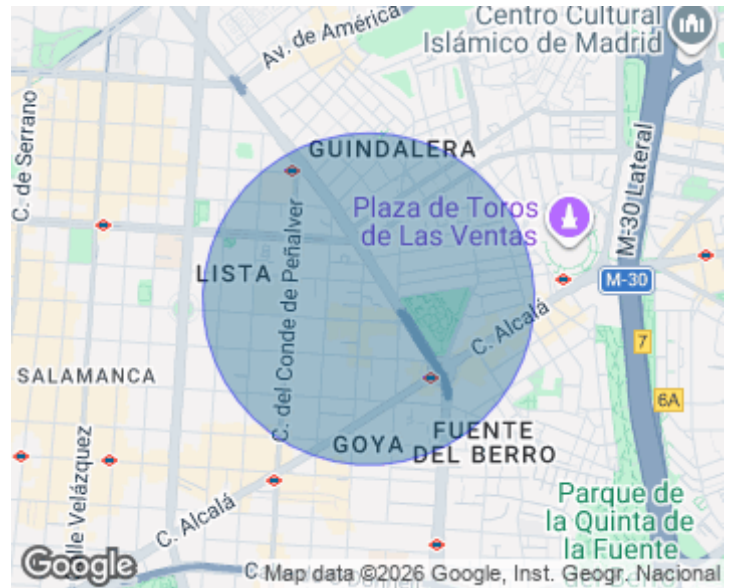 Centro Cultural
Islámico de Madrid
Av. de América
C. de Serrano
GUINDALERA
M-30 Lateral
Plaza de Toros
de Las Ventas
C. del Conde de Peñalver
LISTA
M-30
C. Alcalá
7
SALAMANCA
6A
GOYA
FUENTE
DEL BERRO
lle Velázquez
C. Alcalá
Parque de
la Quinta de
la Fuente
Google
Map data ©2026 Google, Inst. Geogr. Nacional